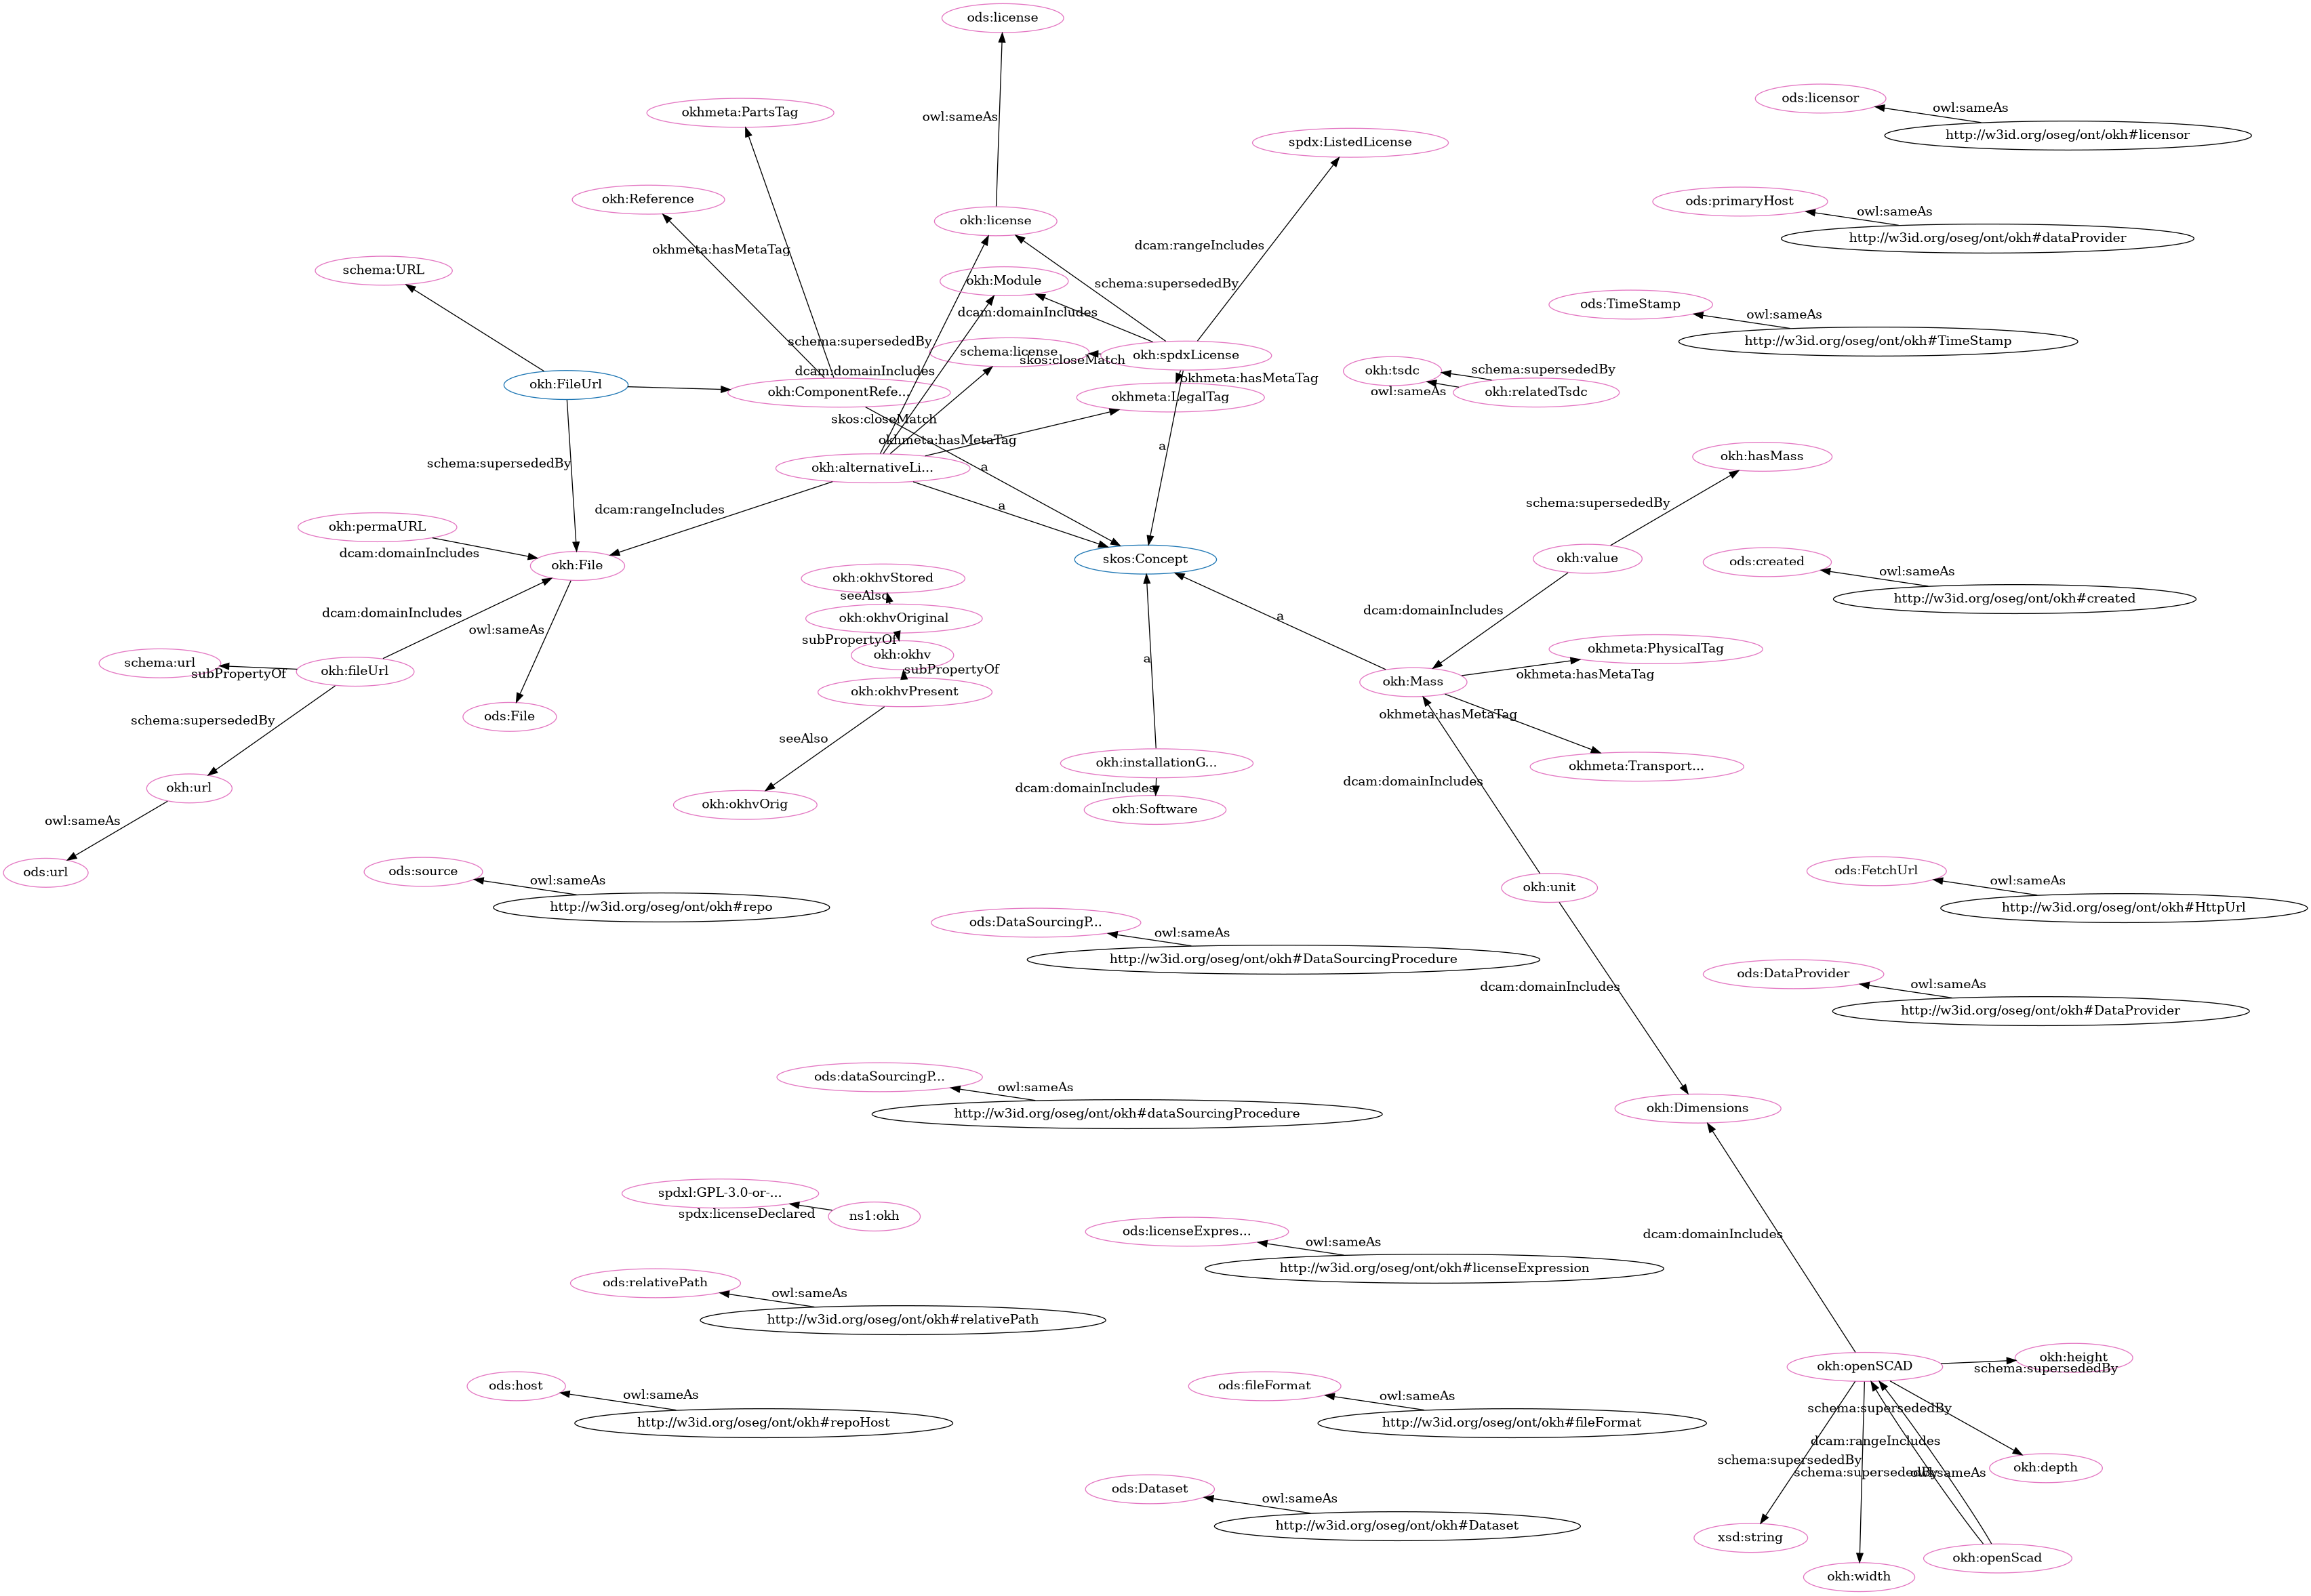 ods:license
okhmeta:PartsTag
ods:licensor
owl:sameAs
http://w3id.org/oseg/ont/okh#licensor
owl:sameAs
spdx:ListedLicense
okh:Reference
ods:primaryHost
owl:sameAs
http://w3id.org/oseg/ont/okh#dataProvider
okh:license
okhmeta:hasMetaTag
dcam:rangeIncludes
schema:URL
okh:Module
schema:supersededBy
ods:TimeStamp
owl:sameAs
http://w3id.org/oseg/ont/okh#TimeStamp
dcam:domainIncludes
schema:supersededBy
schema:license
okh:spdxLicense
skos:closeMatch
dcam:domainIncludes
okh:tsdc
schema:supersededBy
okhmeta:hasMetaTag
okh:FileUrl
okh:ComponentRefe...
owl:sameAs
okh:relatedTsdc
okhmeta:LegalTag
skos:closeMatch
okhmeta:hasMetaTag
a
okh:hasMass
schema:supersededBy
okh:alternativeLi...
a
schema:supersededBy
a
dcam:rangeIncludes
okh:permaURL
dcam:domainIncludes
okh:File
skos:Concept
okh:value
ods:created
owl:sameAs
http://w3id.org/oseg/ont/okh#created
okh:okhvStored
seeAlso
okh:okhvOriginal
dcam:domainIncludes
dcam:domainIncludes
a
owl:sameAs
subPropertyOf
okh:okhv
okhmeta:PhysicalTag
schema:url
subPropertyOf
okh:fileUrl
subPropertyOf
a
okhmeta:hasMetaTag
okh:Mass
okh:okhvPresent
ods:File
okhmeta:hasMetaTag
schema:supersededBy
seeAlso
okh:installationG...
okhmeta:Transport...
okh:url
dcam:domainIncludes
dcam:domainIncludes
okh:okhvOrig
okh:Software
owl:sameAs
ods:url
ods:source
owl:sameAs
http://w3id.org/oseg/ont/okh#repo
okh:unit
ods:FetchUrl
owl:sameAs
http://w3id.org/oseg/ont/okh#HttpUrl
ods:DataSourcingP...
owl:sameAs
http://w3id.org/oseg/ont/okh#DataSourcingProcedure
dcam:domainIncludes
ods:DataProvider
owl:sameAs
http://w3id.org/oseg/ont/okh#DataProvider
ods:dataSourcingP...
owl:sameAs
http://w3id.org/oseg/ont/okh#dataSourcingProcedure
okh:Dimensions
spdxl:GPL-3.0-or-...
spdx:licenseDeclared
ns1:okh
ods:licenseExpres...
owl:sameAs
http://w3id.org/oseg/ont/okh#licenseExpression
dcam:domainIncludes
ods:relativePath
owl:sameAs
http://w3id.org/oseg/ont/okh#relativePath
okh:openSCAD
okh:height
schema:supersededBy
ods:host
owl:sameAs
http://w3id.org/oseg/ont/okh#repoHost
ods:fileFormat
owl:sameAs
http://w3id.org/oseg/ont/okh#fileFormat
schema:supersededBy
dcam:rangeIncludes
schema:supersededBy
schema:supersededBy
owl:sameAs
okh:depth
ods:Dataset
owl:sameAs
http://w3id.org/oseg/ont/okh#Dataset
xsd:string
okh:openScad
okh:width